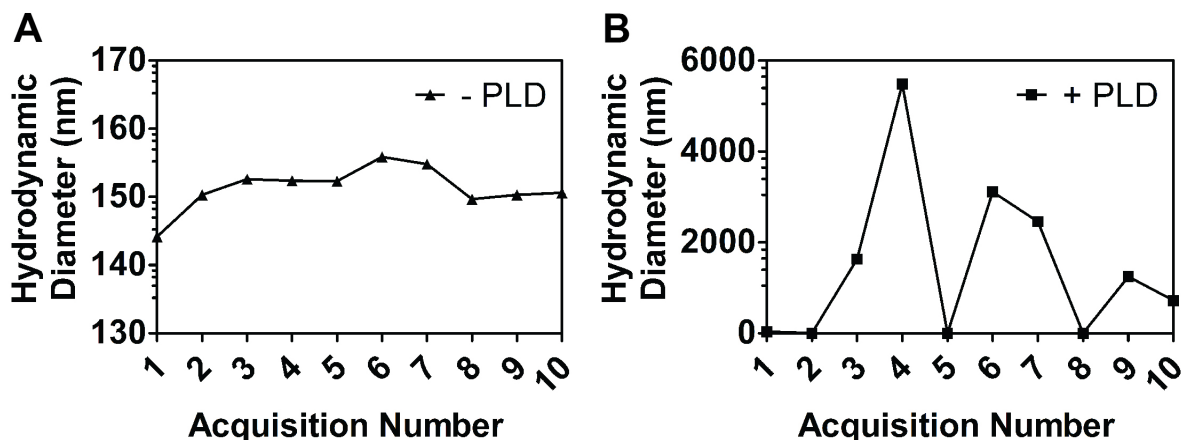 A
Hydrodynamic
Diameter (nm)
170
160
150
140
130
- PLD
1 2 3 4 5 6 7 8 9 10
Acquisition Number
B
Hydrodynamic
Diameter (nm)
6000
4000
2000
0
+ PLD
1 2 3 4 5 6 7 8 9 10
Acquisition Number